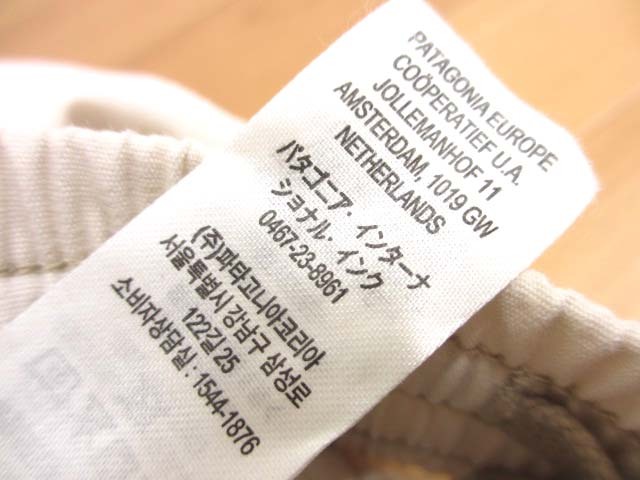 PATAGONIA EUROPE
COÖPERATIEF U.A.
JOLLEMANHOF 11
AMSTERDAM, 1019 GW
NETHERLANDS
パタゴニア・インターナ
ショナル・インク
0467-23-8961
(주)파타고니아코리아
서울특별시 강남구 삼성로
122길 25
소비자상담실 : 1544-1876